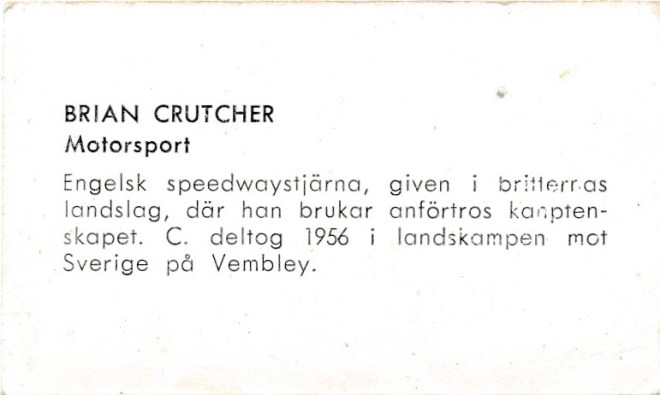 BRIAN CRUTCHER
Motorsport
Engelsk speedwaystjärna, given i britternas
landslag, där han brukar anförtros kaapten-
skapet. C. deltog 1956 i landskampen mot
Sverige på Vembley.